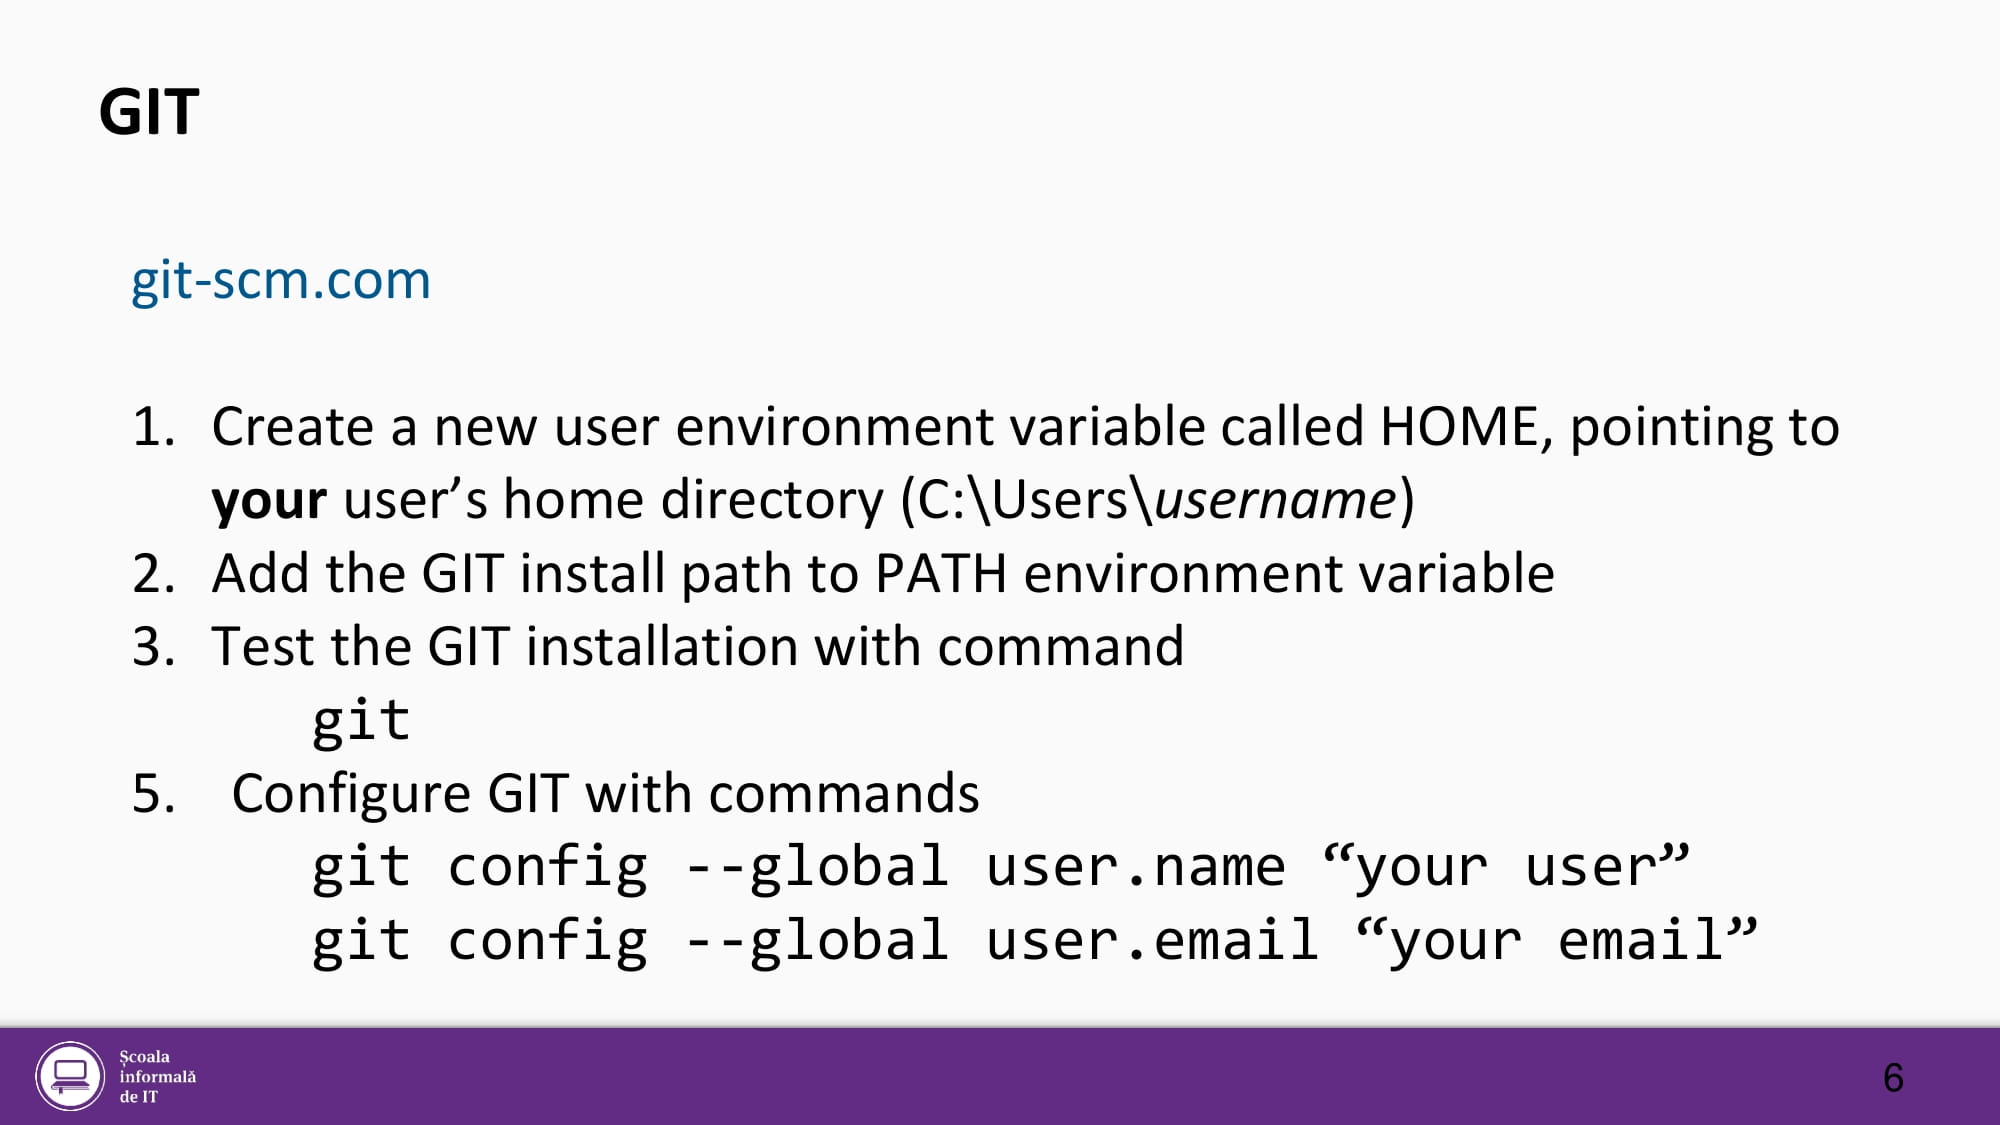 GIT
git-scm.com
1. Create a new user environment variable called HOME, pointing to
your user’s home directory (C:\Users\username)
2. Add the GIT install path to PATH environment variable
3. Test the GIT installation with command
git
5. Configure GIT with commands
git config --global user.name “your user”
git config --global user.email “your email”
Școala
informală
de IT
6